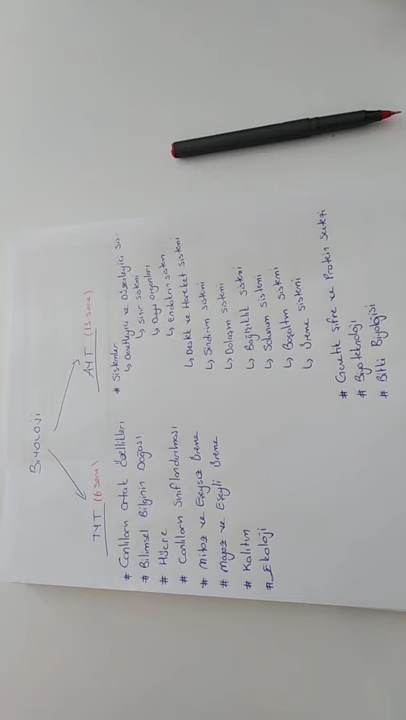 BİYOLOJİ
TYT (6 soru)
# Canlıların Ortak Özellikleri
# Bilimsel Bilginin Doğası
# Hücre
# Canlıların Sınıflandırılması
# Mitoz ve Eşeysiz Üreme
# Mayoz ve Eşeyli Üreme
# Kalıtım
# Ekoloji
AYT (13 soru)
# Sistemler
↳ Denetleyici ve Düzenleyici Sis.
↳ Sinir sistemi
↳ Duyu organları
↳ Endokrin sistem
↳ Destek ve Hareket sistemi
↳ Sindirim sistemi
↳ Dolaşım sistemi
↳ Bağışıklık sistemi
↳ Solunum sistemi
↳ Boşaltım sistemi
↳ Üreme sistemi
# Genetik şifre ve Protein Sentezi
# Biyoteknoloji
# Bitki Biyolojisi